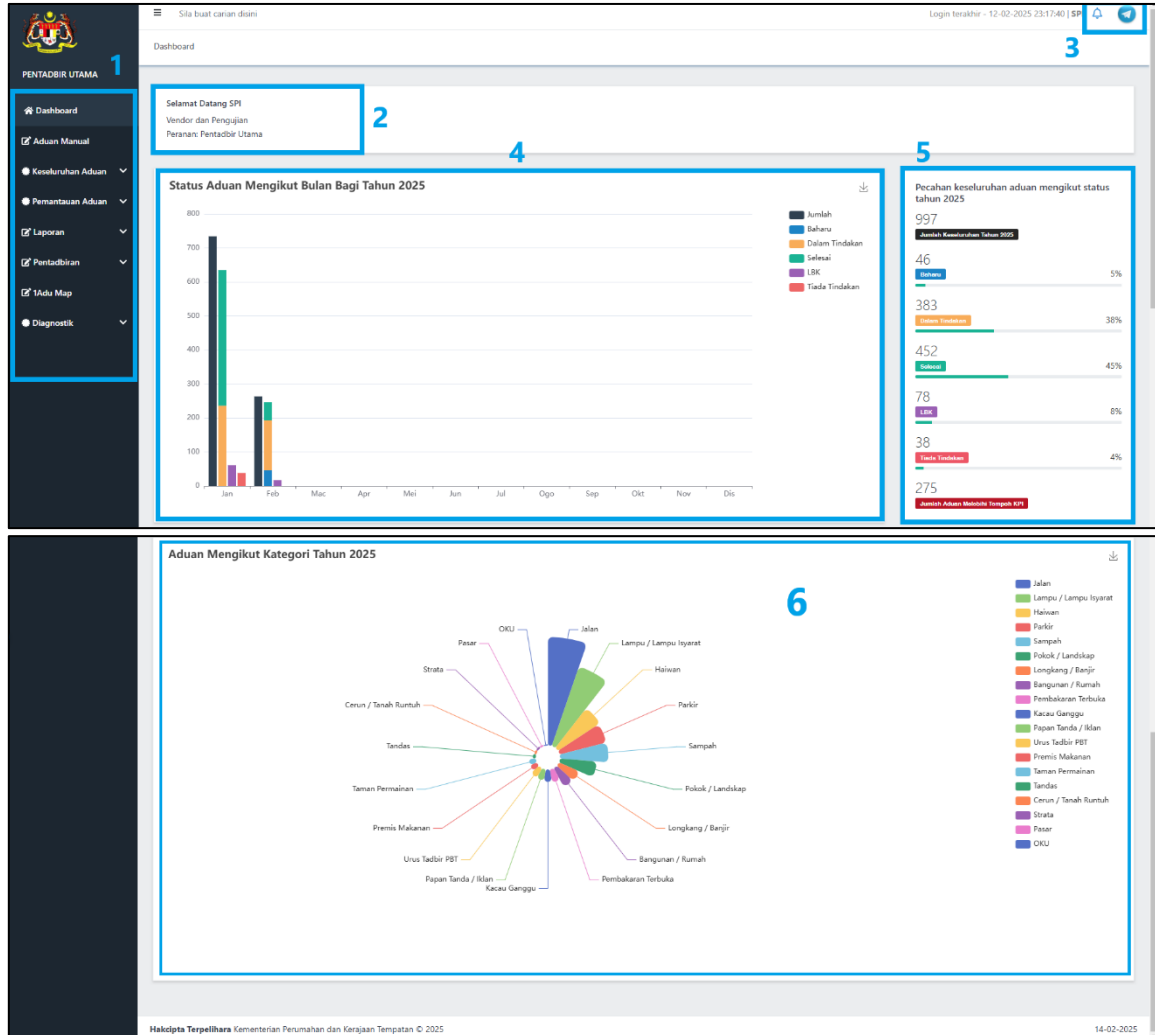 PENTADBIR UTAMA
1
Dashboard
Aduan Manual
Keseluruhan Aduan
Pemantauan Aduan
Laporan
Pentadbiran
1Adu Map
Diagnostik
Sila buat carian disini
Login terakhir - 12-02-2025 23:17:40 | SP
3
Dashboard
Selamat Datang SPI
Vendor dan Pengujian
Peranan: Pentadbir Utama
2
4
Status Aduan Mengikut Bulan Bagi Tahun 2025
800
700
600
500
400
300
200
100
0
Jan Feb Mac Apr Mei Jun Jul Ogo Sep Okt Nov Dis
Jumlah
Baharu
Dalam Tindakan
Selesai
LBK
Tiada Tindakan
5
Pecahan keseluruhan aduan mengikut status
tahun 2025
997
Jumlah Keseluruhan Tahun 2025
46
Baharu 5%
383
Dalam Tindakan 38%
452
Selesai 45%
78
LBK 8%
38
Tiada Tindakan 4%
275
Jumlah Aduan Melebihi Tempoh KPI
Aduan Mengikut Kategori Tahun 2025
6
OKU
Jalan
Pasar
Lampu / Lampu Isyarat
Strata
Haiwan
Cerun / Tanah Runtuh
Parkir
Tandas
Sampah
Taman Permainan
Pokok / Landskap
Premis Makanan
Longkang / Banjir
Urus Tadbir PBT
Bangunan / Rumah
Papan Tanda / Iklan
Pembakaran Terbuka
Kacau Ganggu
Jalan
Lampu / Lampu Isyarat
Haiwan
Parkir
Sampah
Pokok / Landskap
Longkang / Banjir
Bangunan / Rumah
Pembakaran Terbuka
Kacau Ganggu
Papan Tanda / Iklan
Urus Tadbir PBT
Premis Makanan
Taman Permainan
Tandas
Cerun / Tanah Runtuh
Strata
Pasar
OKU
Hakcipta Terpelihara Kementerian Perumahan dan Kerajaan Tempatan © 2025
14-02-2025